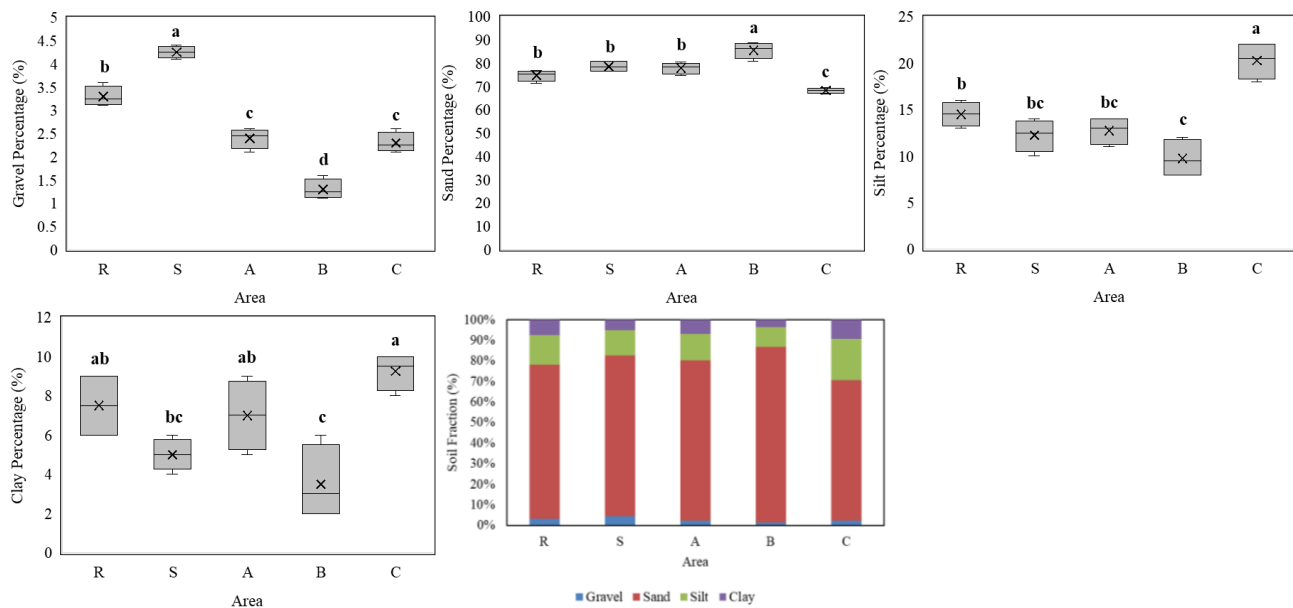 Gravel Percentage (%)
5
4.5
4
3.5
3
2.5
2
1.5
1
0.5
0
b
a
c
d
c
R S A B C
Area
Sand Percentage (%)
100
90
80
70
60
50
40
30
20
10
0
b
b
b
a
c
R S A B C
Area
Silt Percentage (%)
25
20
15
10
5
0
b
bc
bc
c
a
R S A B C
Area
Clay Percentage (%)
12
10
8
6
4
2
0
ab
bc
ab
c
a
R S A B C
Area
Soil Fraction (%)
100%
90%
80%
70%
60%
50%
40%
30%
20%
10%
0%
R S A B C
Area
Gravel Sand Silt Clay